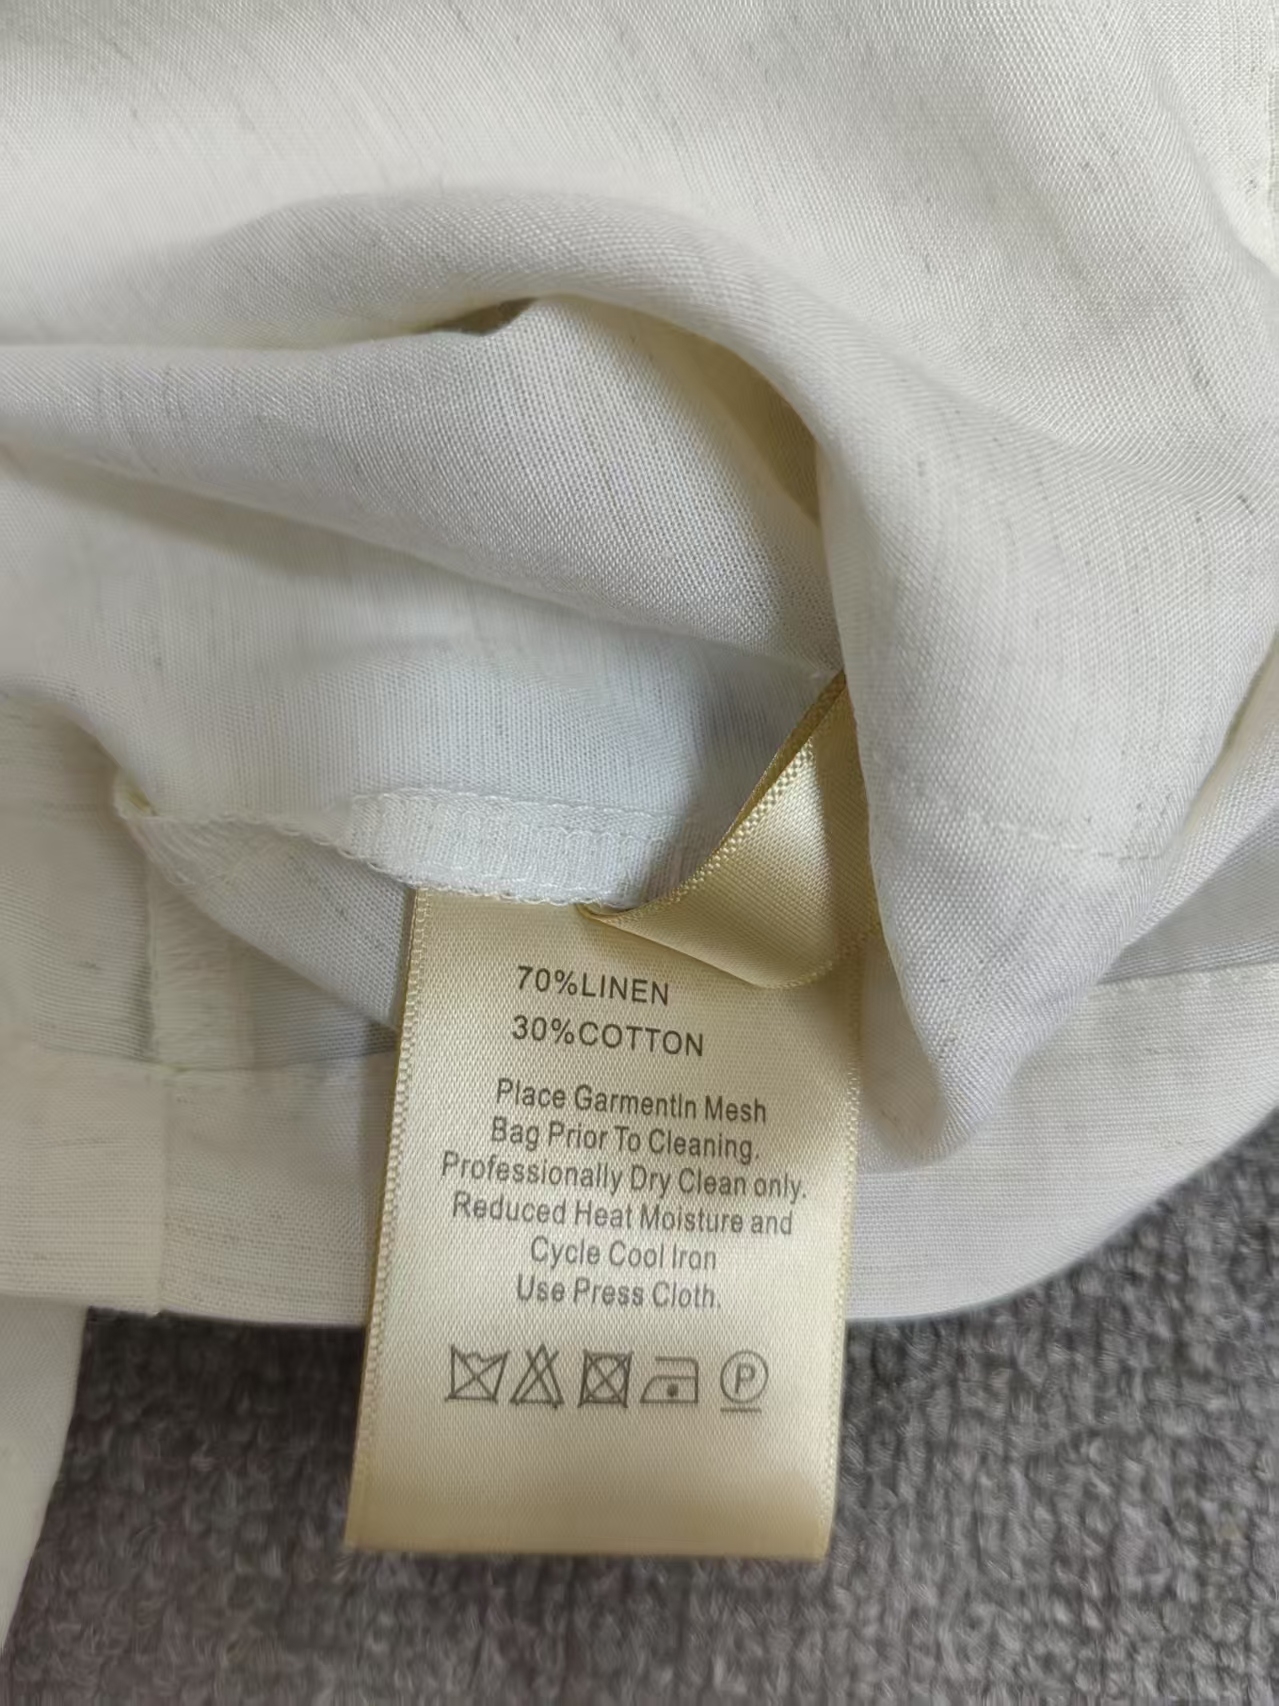 70%LINEN
30%COTTON
Place GarmentIn Mesh
Bag Prior To Cleaning.
Professionally Dry Clean only.
Reduced Heat Moisture and
Cycle Cool Iron
Use Press Cloth.
P